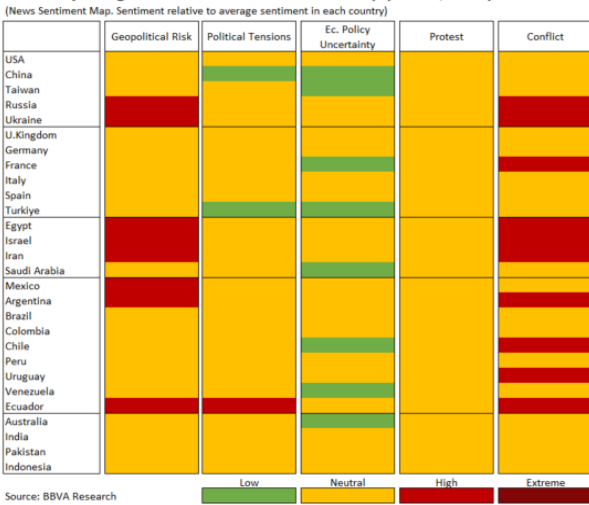 (News Sentiment Map. Sentiment relative to average sentiment in each country)
Geopolitical Risk Political Tensions Ec. Policy Uncertainty Protest Conflict
USA
China
Taiwan
Russia
Ukraine
U.Kingdom
Germany
France
Italy
Spain
Turkiye
Egypt
Israel
Iran
Saudi Arabia
Mexico
Argentina
Brazil
Colombia
Chile
Peru
Uruguay
Venezuela
Ecuador
Australia
India
Pakistan
Indonesia
Low Neutral High Extreme
Source: BBVA Research